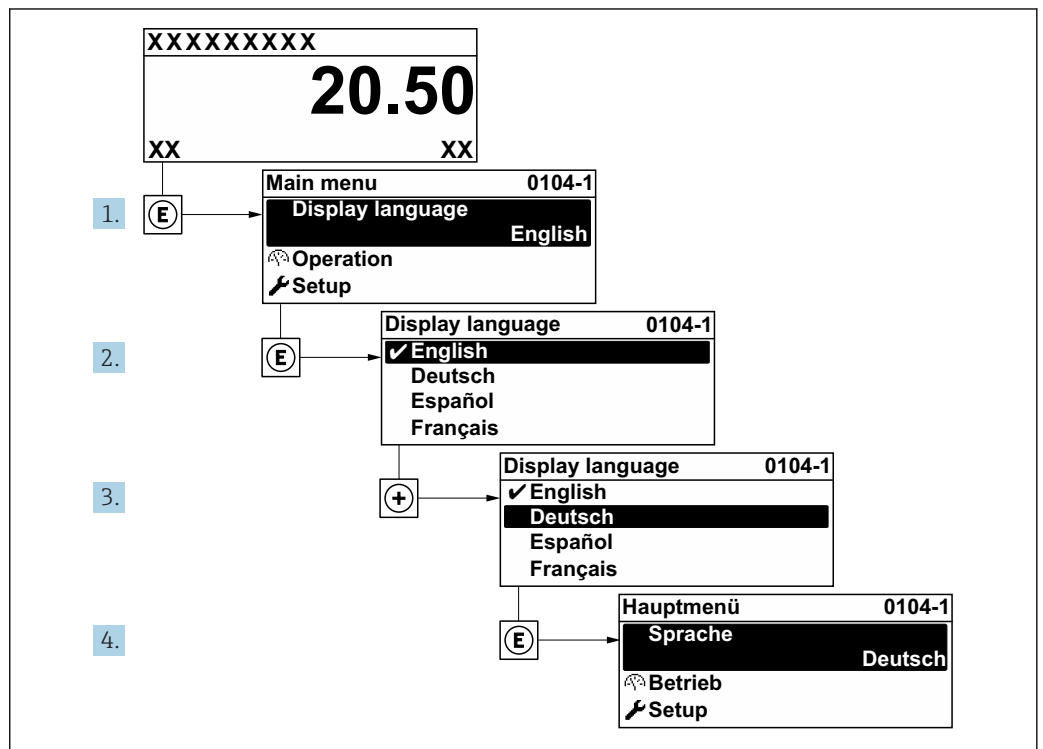 XXXXXXXXX
20.50
XX XX
1. E
Main menu 0104-1
Display language
English
Operation
Setup
2. E
Display language 0104-1
✔ English
Deutsch
Español
Français
3. +
Display language 0104-1
✔ English
Deutsch
Español
Français
4. E
Hauptmenü 0104-1
Sprache
Deutsch
Betrieb
Setup